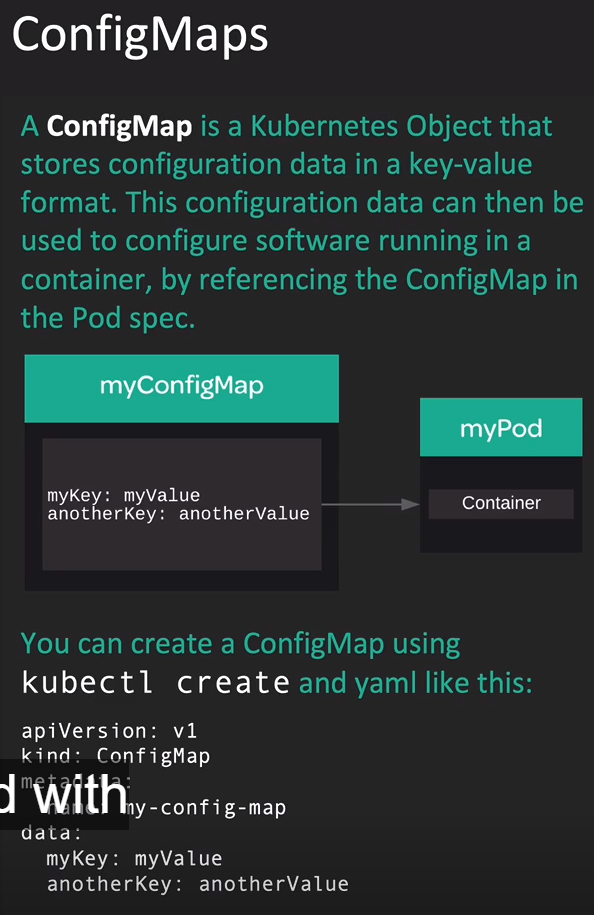 ConfigMaps
A ConfigMap is a Kubernetes Object that
stores configuration data in a key-value
format. This configuration data can then be
used to configure software running in a
container, by referencing the ConfigMap in
the Pod spec.
myConfigMap
myKey: myValue
anotherKey: anotherValue
myPod
Container
You can create a ConfigMap using
kubectl create and yaml like this:
apiVersion: v1
kind: ConfigMap
metadata:
d with
name: my-config-map
data:
myKey: myValue
anotherKey: anotherValue